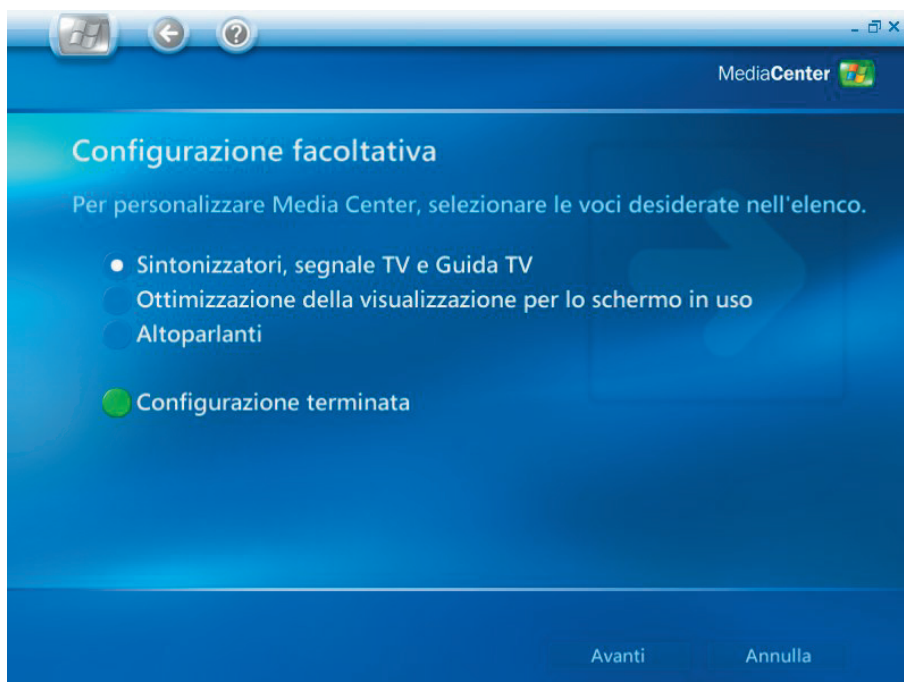 MediaCenter
Configurazione facoltativa
Per personalizzare Media Center, selezionare le voci desiderate nell'elenco.
Sintonizzatori, segnale TV e Guida TV
Ottimizzazione della visualizzazione per lo schermo in uso
Altoparlanti
Configurazione terminata
Avanti Annulla